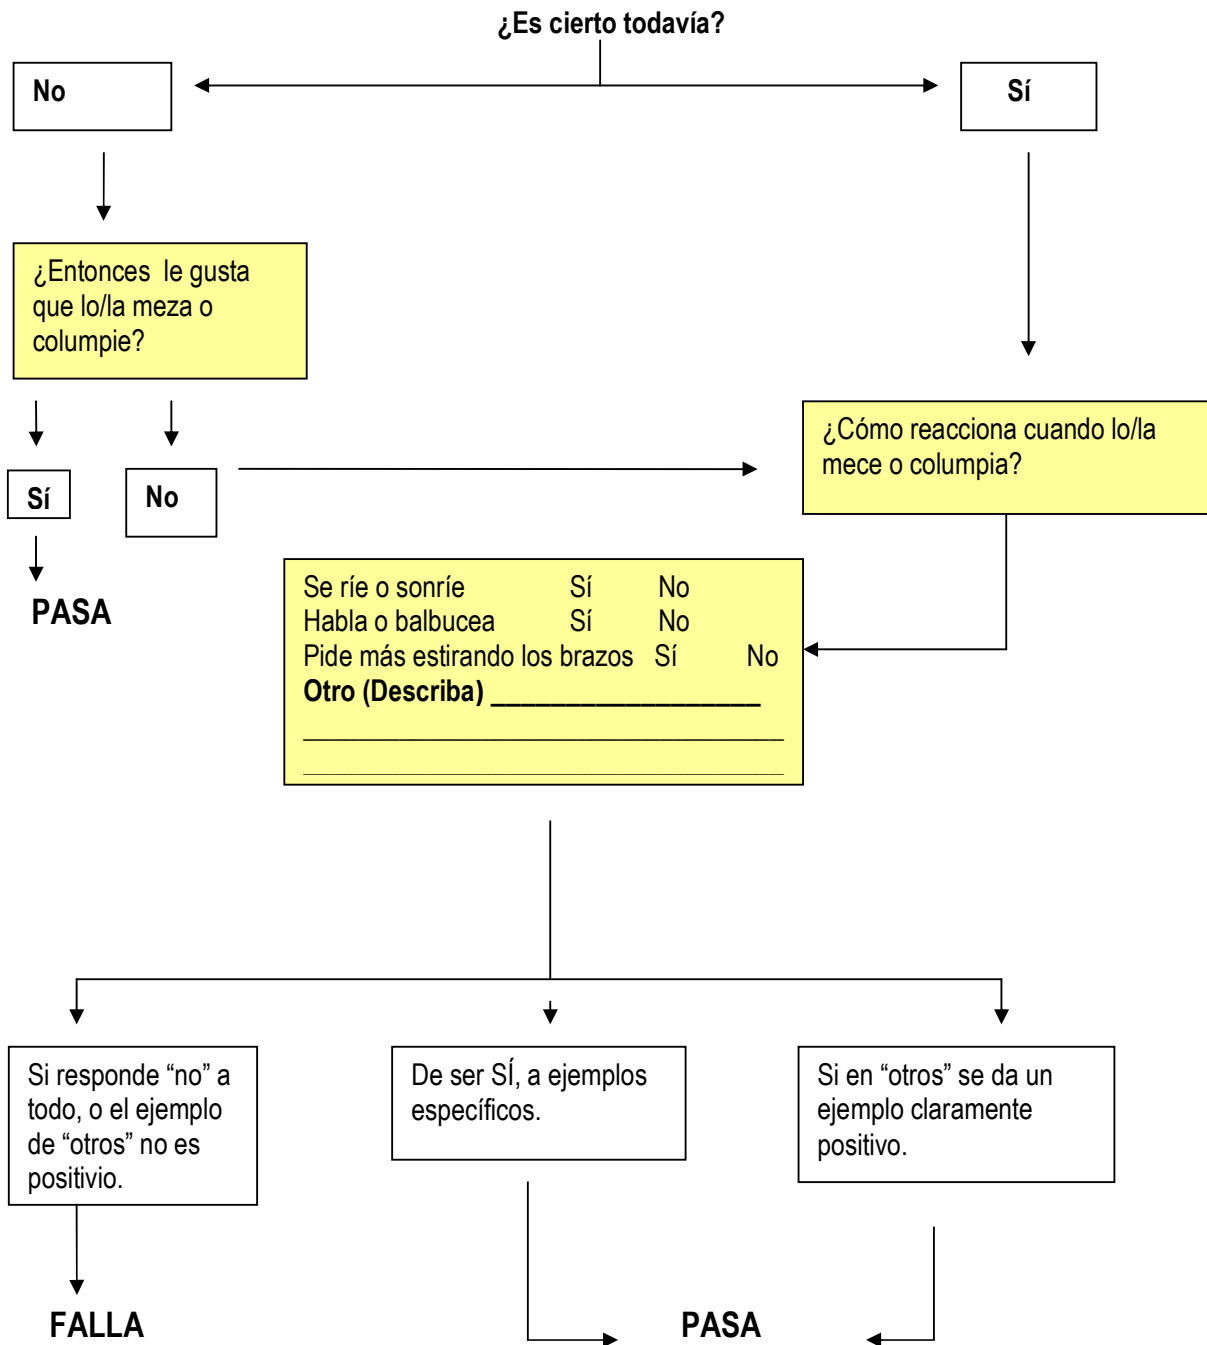 ¿Es cierto todavía?
No
Sí
¿Entonces le gusta
que lo/la meza o
columpie?
¿Cómo reacciona cuando lo/la
mece o columpia?
Sí
No
PASA
Se ríe o sonríe Sí No
Habla o balbucea Sí No
Pide más estirando los brazos Sí No
Otro (Describa) ___________________
__________________________________
__________________________________
Si responde “no” a
todo, o el ejemplo
de “otros” no es
positivio.
De ser SÍ, a ejemplos
específicos.
Si en “otros” se da un
ejemplo claramente
positivo.
FALLA
PASA